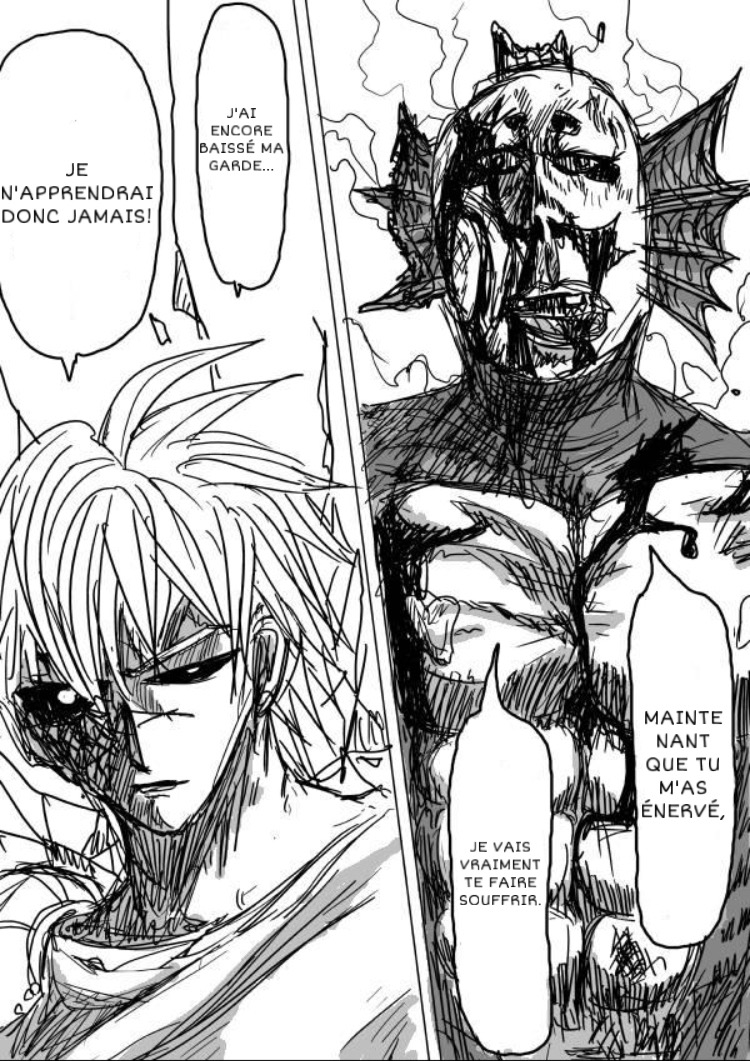 MAINTE
NANT
QUE TU
M'AS
ÉNERVÉ,
JE VAIS
VRAIMENT
TE FAIRE
SOUFFRIR.
J'AI
ENCORE
BAISSÉ MA
GARDE...
JE
N'APPRENDRAI
DONC JAMAIS!